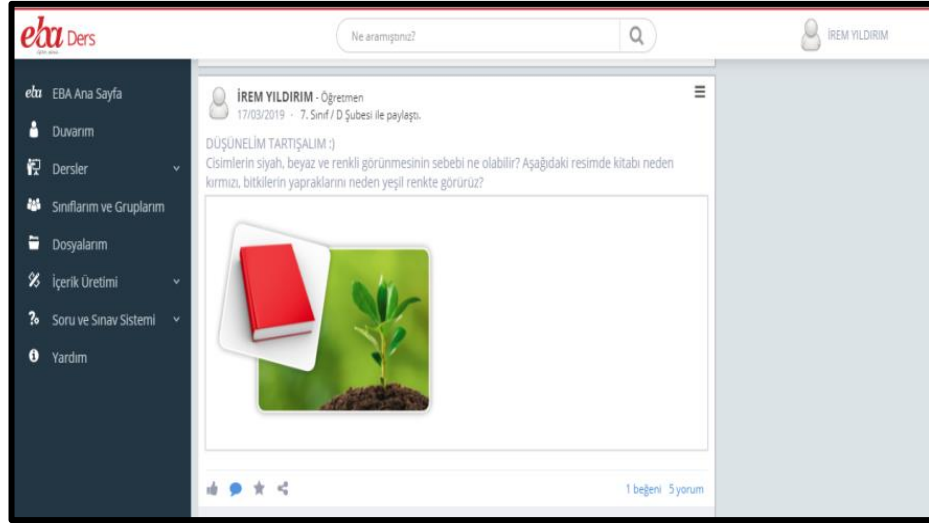 eba Ders
Ne aramıştınız?
İREM YILDIRIM
eba EBA Ana Sayfa
Duvarım
Dersler
Sınıflarım ve Gruplarım
Dosyalarım
İçerik Üretimi
Soru ve Sınav Sistemi
Yardım
İREM YILDIRIM - Öğretmen
17/03/2019 - 7. Sınıf / D Şubesi ile paylaştı.
DÜŞÜNELİM TARTIŞALIM :)
Cisimlerin siyah, beyaz ve renkli görünmesinin sebebi ne olabilir? Aşağıdaki resimde kitabı neden
kırmızı, bitkilerin yapraklarını neden yeşil renkte görürüz?
1 beğeni 5 yorum